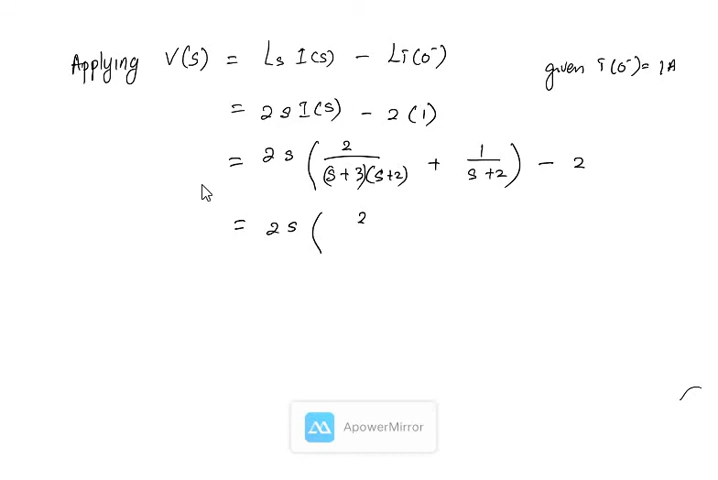 Applying V(s) = Ls I(s) - Li(0⁻) given i(0⁻) = 1A
= 2s I(s) - 2(1)
= 2s ( 2/((s+3)(s+2)) + 1/(s+2) ) - 2
= 2s ( 2
ApowerMirror